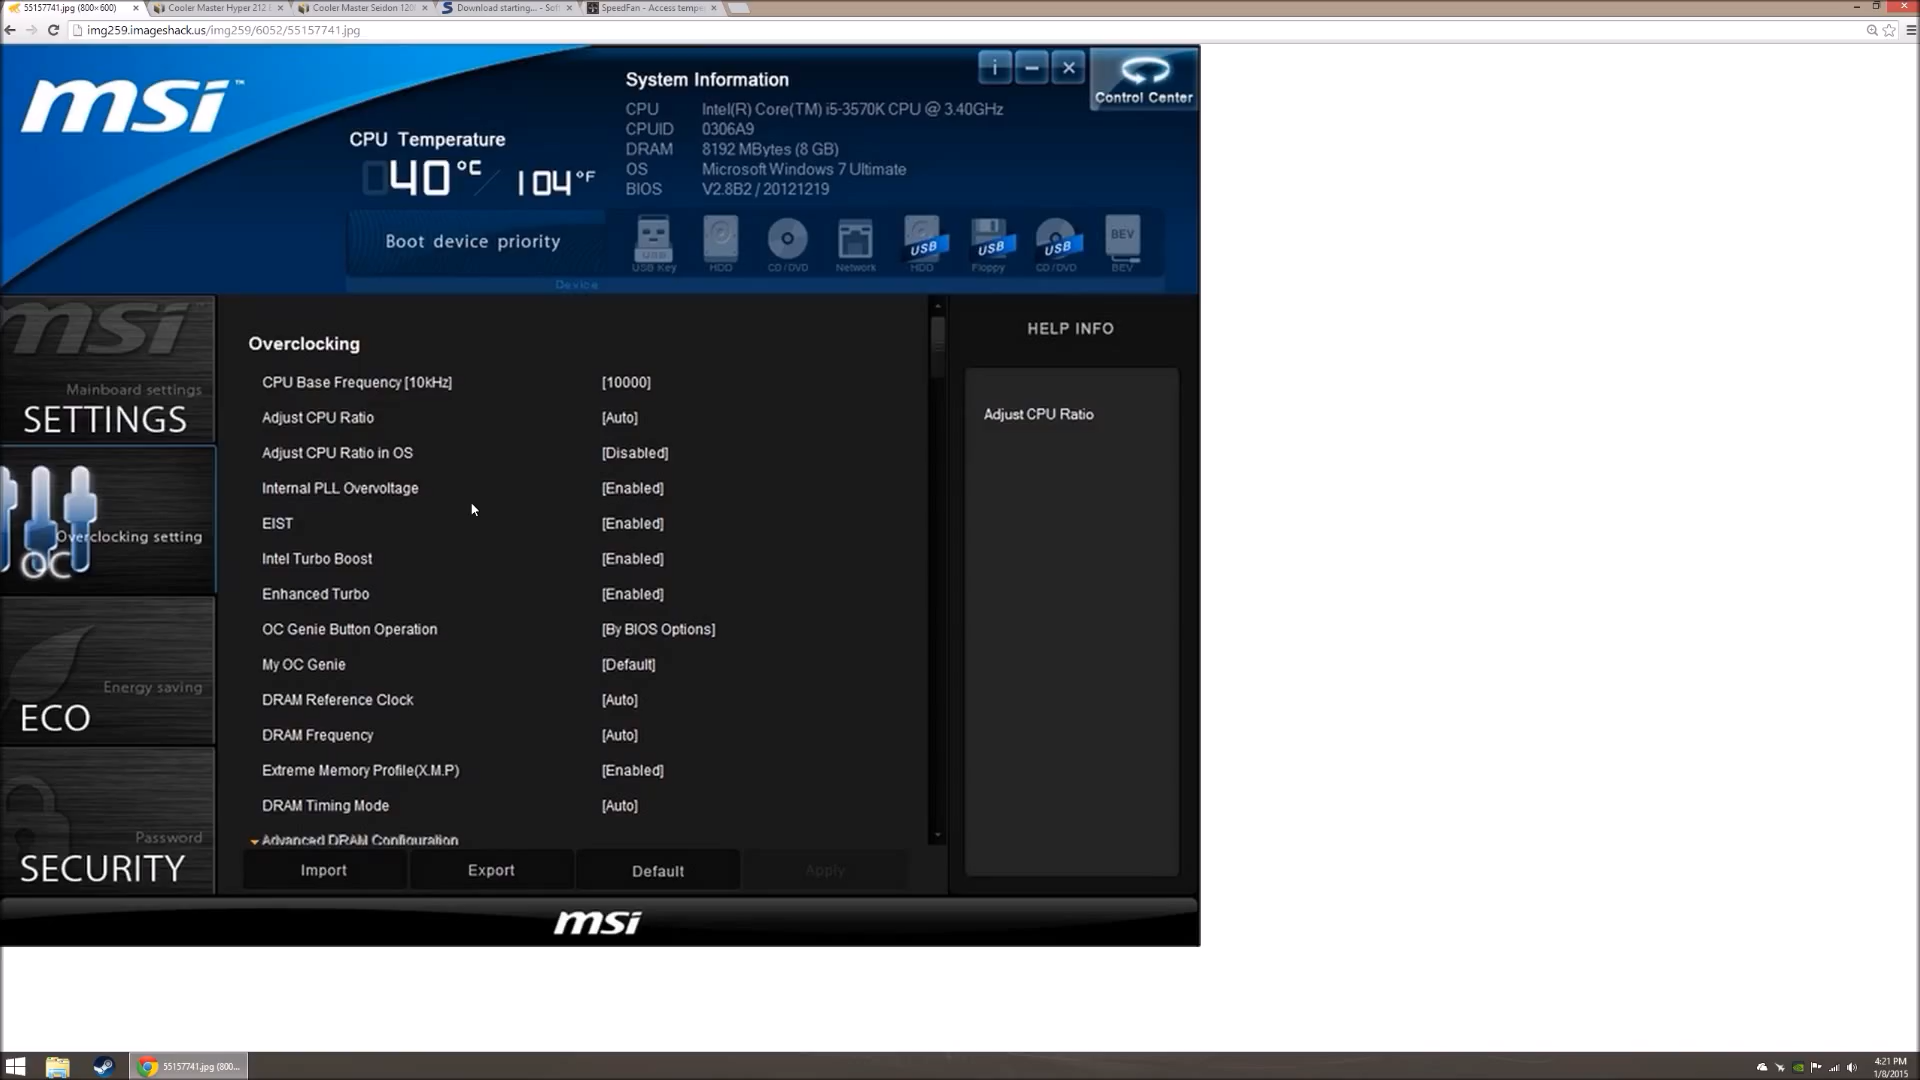 55157741.jpg (800×600)
Cooler Master Hyper 212 E
Cooler Master Seidon 120
Download starting... - Sof
SpeedFan - Access tempe
img259.imageshack.us/img259/6052/55157741.jpg
msi™
System Information
i
Control Center
CPU Intel(R) Core(TM) i5-3570K CPU @ 3.40GHz
CPUID 0306A9
DRAM 8192 MBytes (8 GB)
OS Microsoft Windows 7 Ultimate
BIOS V2.8B2 / 20121219
CPU Temperature
40°C / 104°F
Boot device priority
USB
USB
USB
USB
BEV
USB Key
HDD
CD/DVD
Network
HDD
Floppy
CD/DVD
BEV
Device
msi
Mainboard settings
SETTINGS
Overclocking setting
OC
Energy saving
ECO
Password
SECURITY
Overclocking
CPU Base Frequency [10kHz] [10000]
Adjust CPU Ratio [Auto]
Adjust CPU Ratio in OS [Disabled]
Internal PLL Overvoltage [Enabled]
EIST [Enabled]
Intel Turbo Boost [Enabled]
Enhanced Turbo [Enabled]
OC Genie Button Operation [By BIOS Options]
My OC Genie [Default]
DRAM Reference Clock [Auto]
DRAM Frequency [Auto]
Extreme Memory Profile(X.M.P) [Enabled]
DRAM Timing Mode [Auto]
Advanced DRAM Configuration
Import
Export
Default
Apply
HELP INFO
Adjust CPU Ratio
msi
55157741.jpg (800...
4:21 PM
1/8/2015